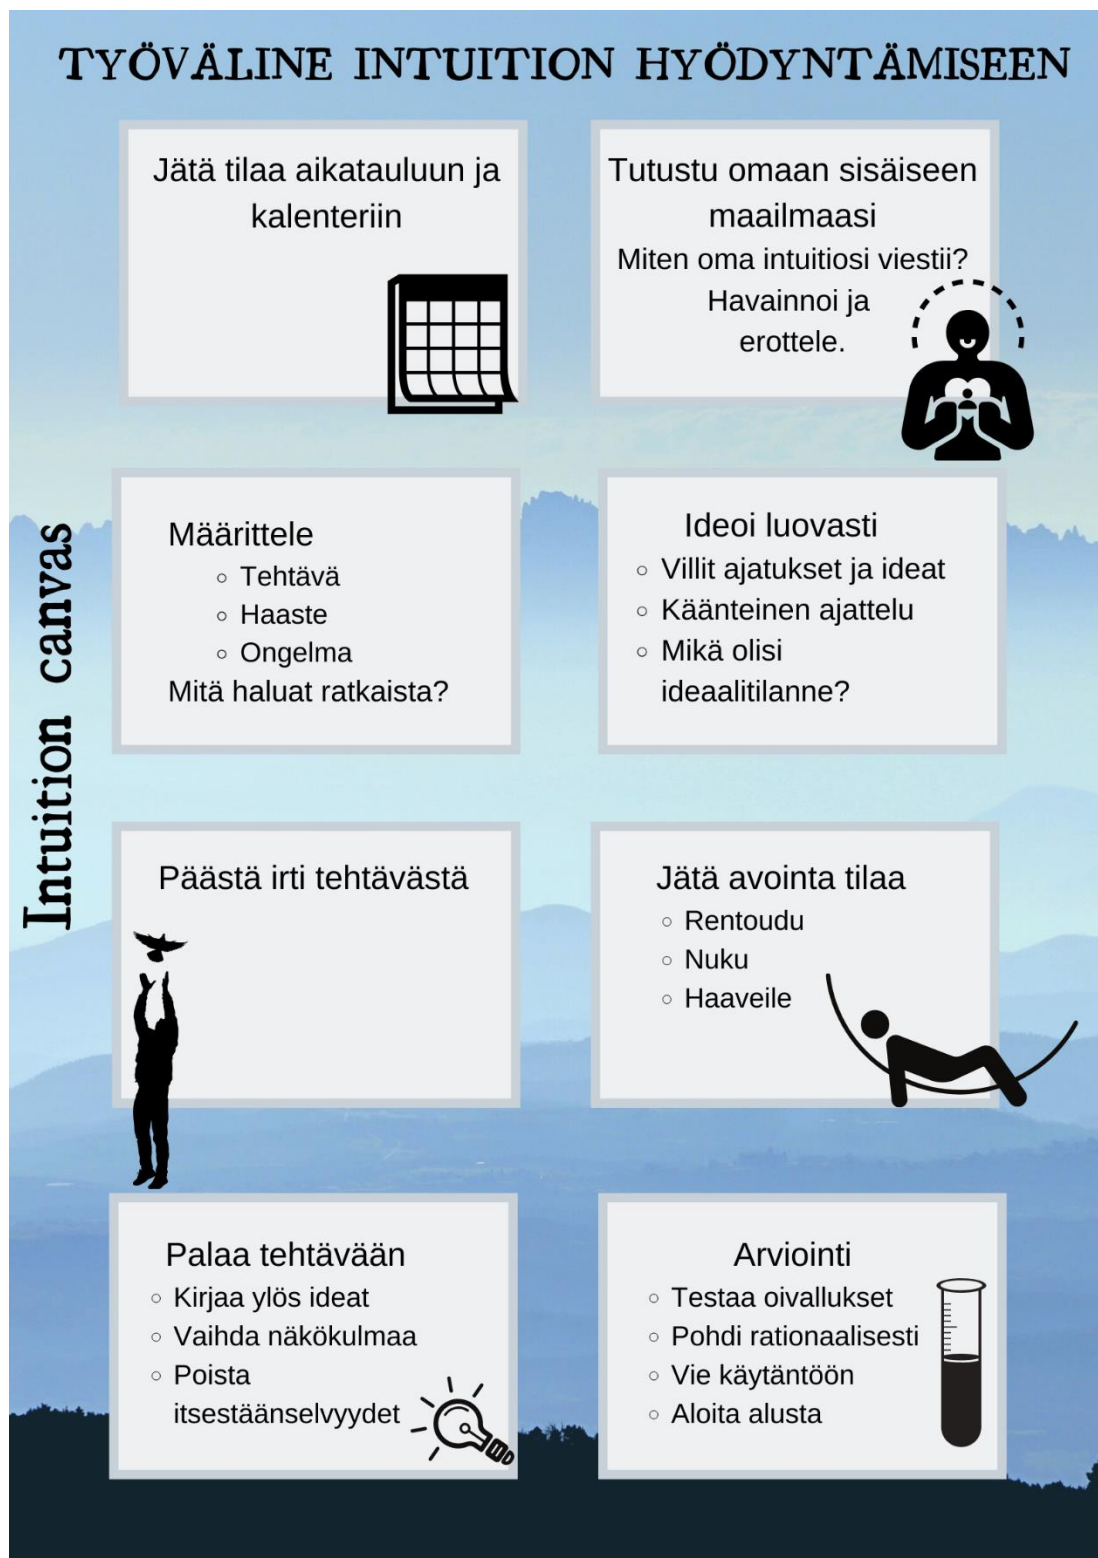 TYÖVÄLINE INTUITION HYÖDYNTÄMISEEN
Intuition canvas
Jätä tilaa aikatauluun ja
kalenteriin
Tutustu omaan sisäiseen
maailmaasi
Miten oma intuitiosi viestii?
Havainnoi ja
erottele.
Määrittele
Tehtävä
Haaste
Ongelma
Mitä haluat ratkaista?
Ideoi luovasti
Villit ajatukset ja ideat
Käänteinen ajattelu
Mikä olisi
ideaalitilanne?
Päästä irti tehtävästä
Jätä avointa tilaa
Rentoudu
Nuku
Haaveile
Palaa tehtävään
Kirjaa ylös ideat
Vaihda näkökulmaa
Poista
itsestäänselvyydet
Arviointi
Testaa oivallukset
Pohdi rationaalisesti
Vie käytäntöön
Aloita alusta